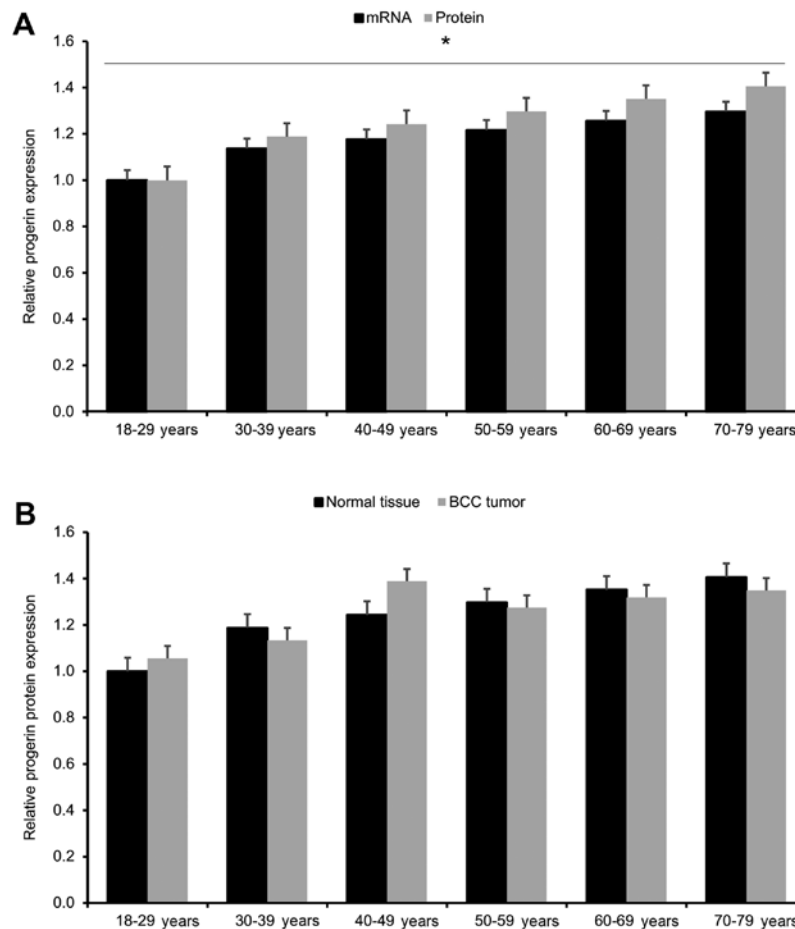 A
mRNA Protein
*
Relative progerin expression
1.6
1.4
1.2
1.0
0.8
0.6
0.4
0.2
0.0
18-29 years 30-39 years 40-49 years 50-59 years 60-69 years 70-79 years
B
Normal tissue BCC tumor
Relative progerin protein expression
1.6
1.4
1.2
1.0
0.8
0.6
0.4
0.2
0.0
18-29 years 30-39 years 40-49 years 50-59 years 60-69 years 70-79 years